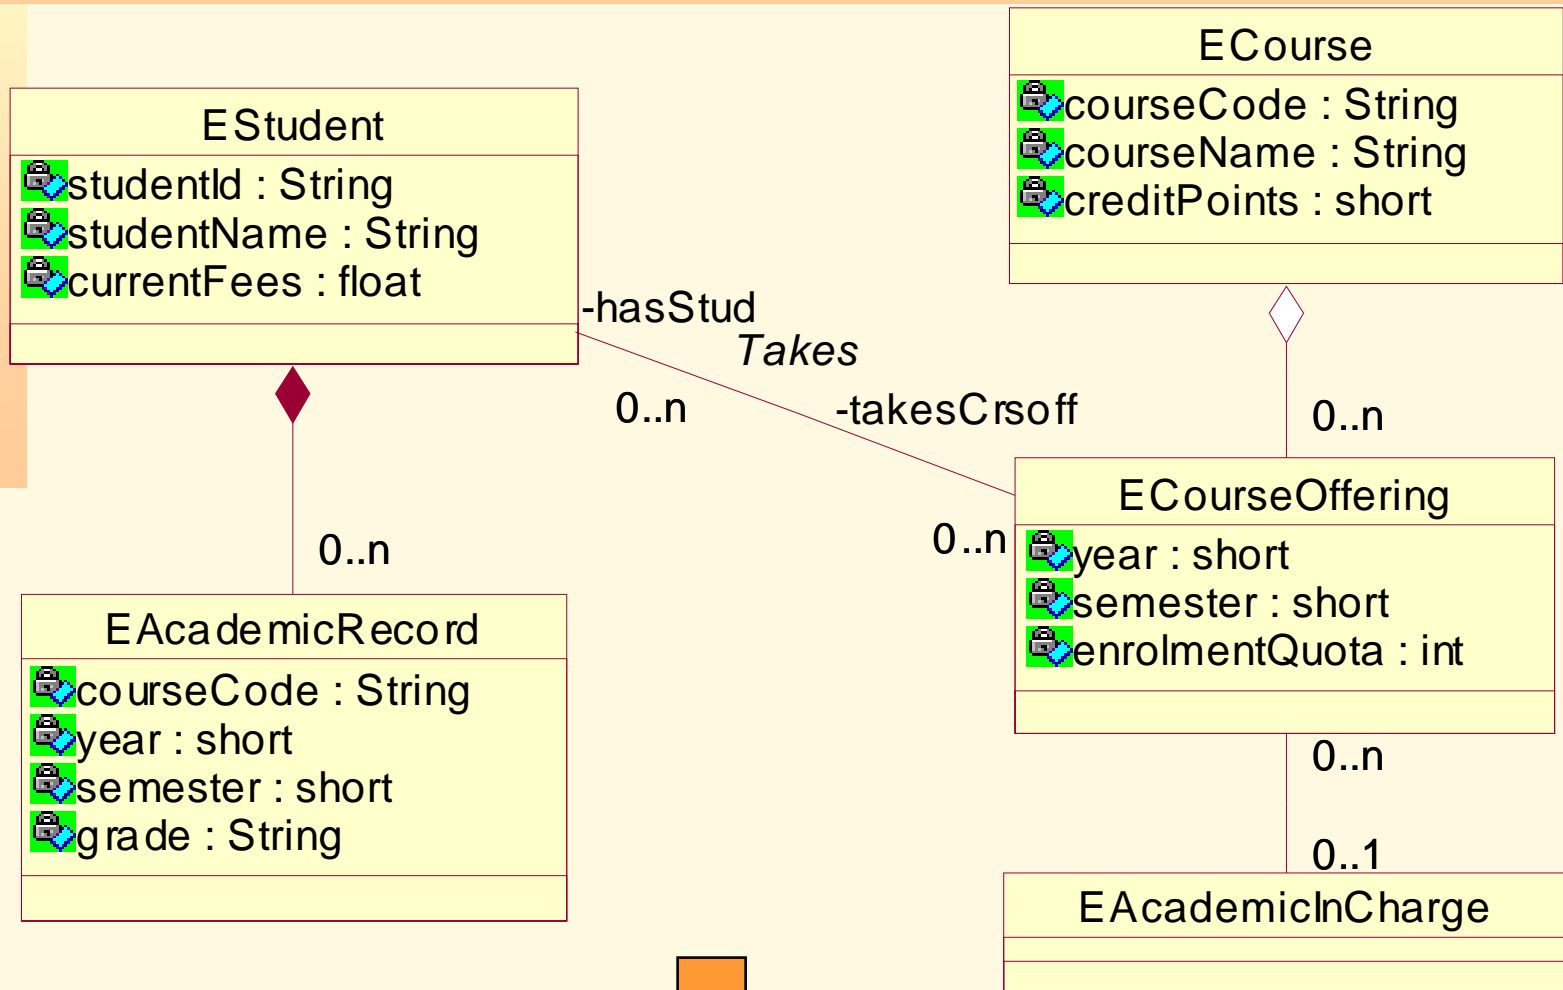 EStudent
studentId : String
studentName : String
currentFees : float
ECourse
courseCode : String
courseName : String
creditPoints : short
-hasStud
Takes
0..n
-takesCrsoff
0..n
0..n
0..n
ECourseOffering
year : short
semester : short
enrolmentQuota : int
EAcademicRecord
courseCode : String
year : short
semester : short
grade : String
0..n
0..1
EAcademicInCharge